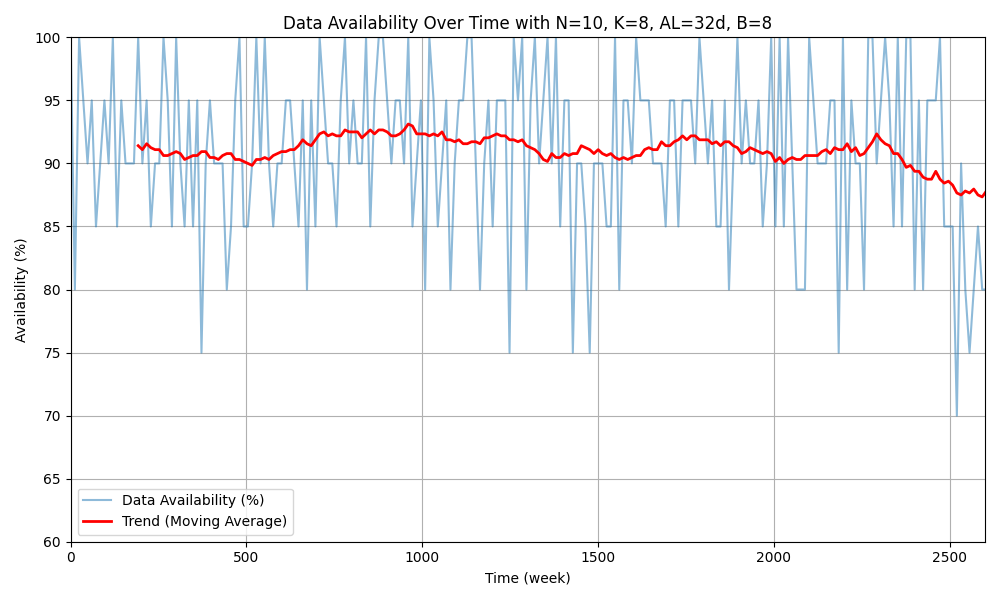 Data Availability Over Time with N=10, K=8, AL=32d, B=8
Availability (%)
100
95
90
85
80
75
70
65
60
Data Availability (%)
Trend (Moving Average)
0 500 1000 1500 2000 2500
Time (week)